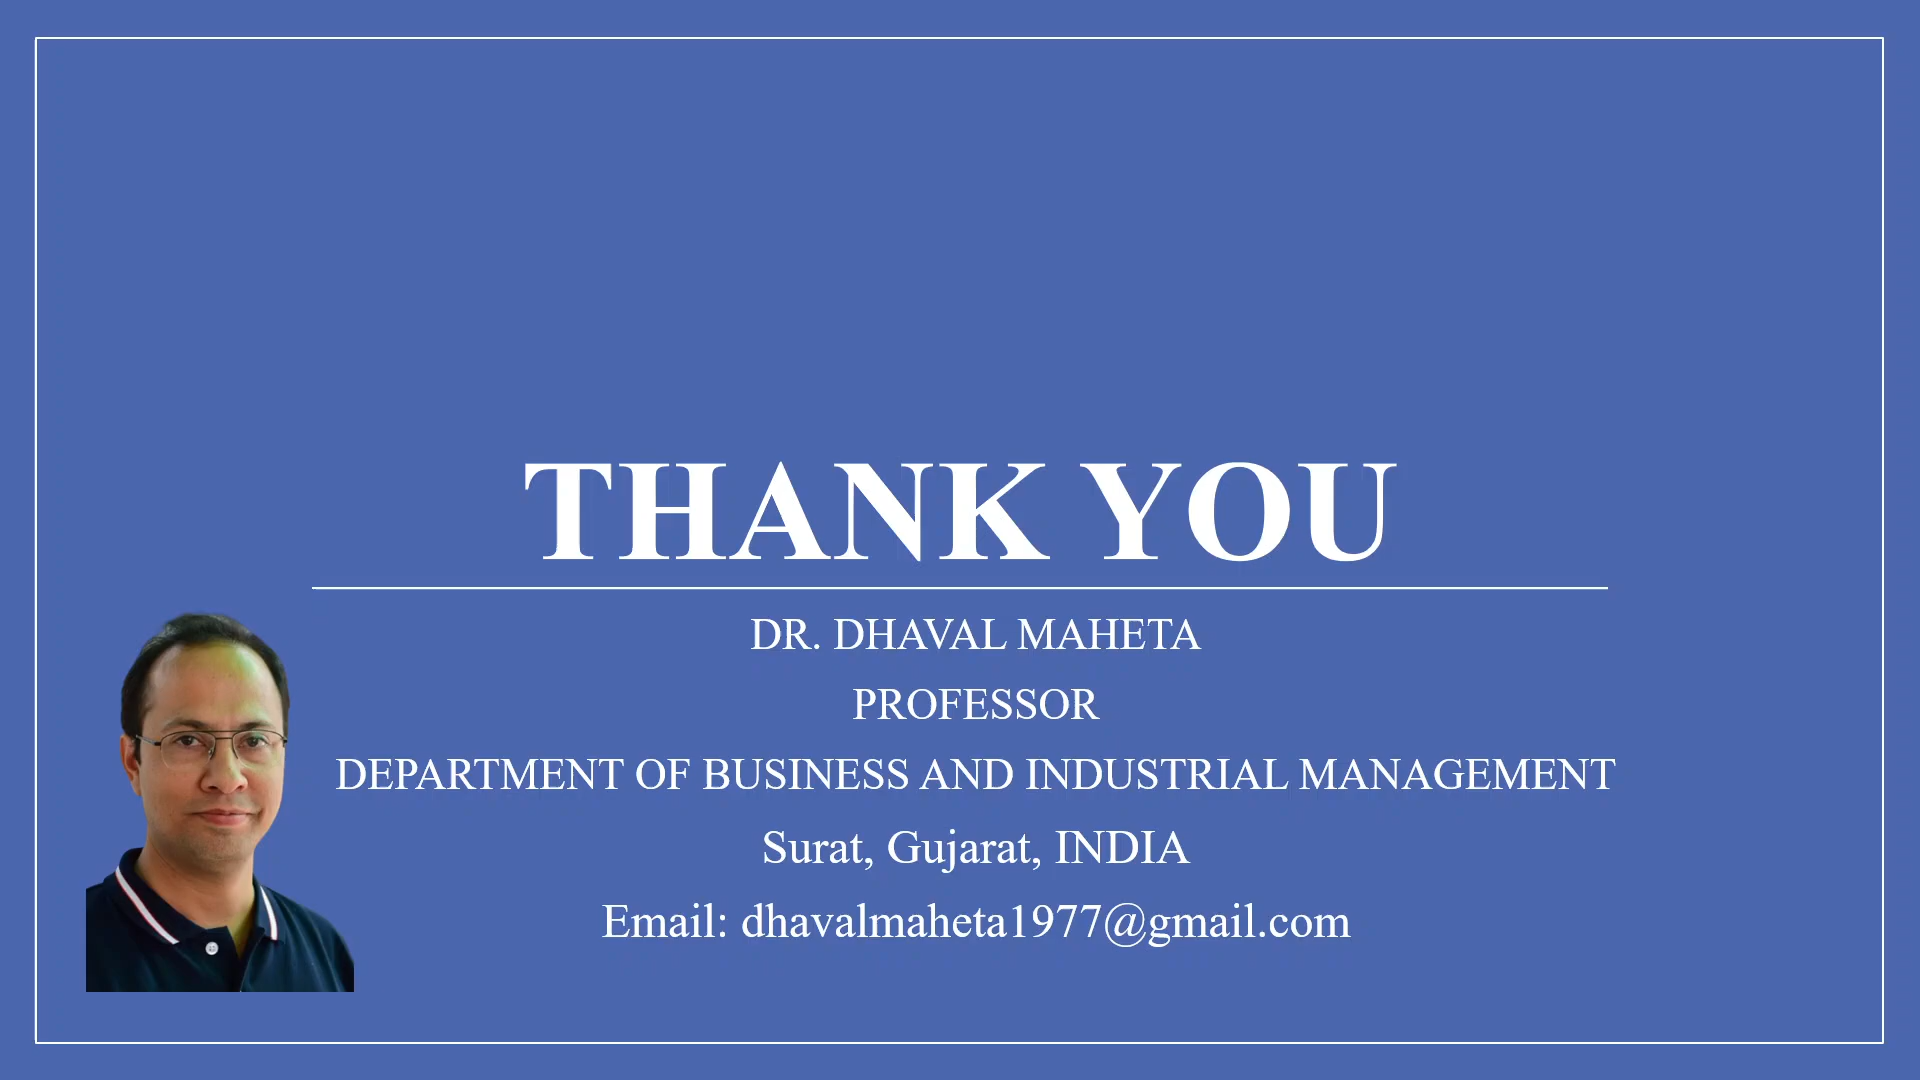 THANK YOU
DR. DHAVAL MAHETA
PROFESSOR
DEPARTMENT OF BUSINESS AND INDUSTRIAL MANAGEMENT
Surat, Gujarat, INDIA
Email: dhavalmaheta1977@gmail.com